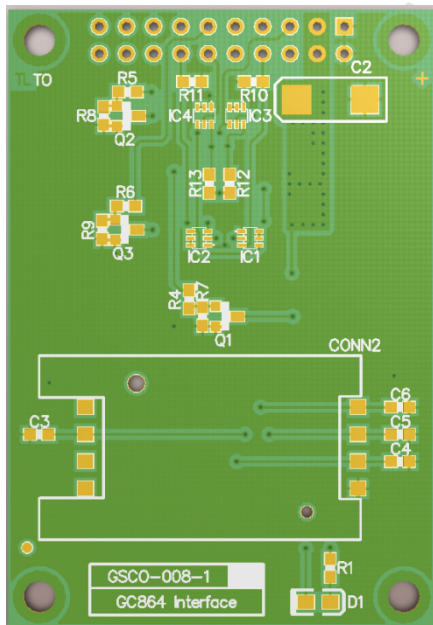 TL TO
R5
R11
R10
C2
+
R8
IC4
IC3
Q2
R13
R12
R6
R9
Q3
IC2
IC1
R4
R7
Q1
CONN2
C3
C6
C5
C4
R1
GSCO-008-1
GC864 Interface
D1